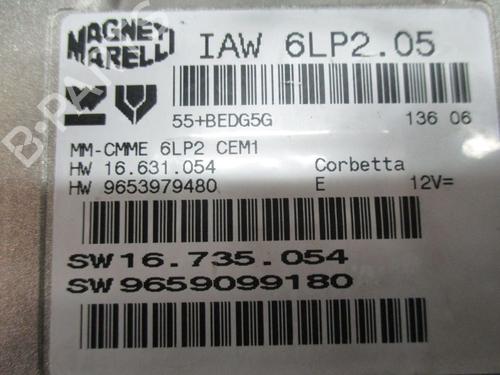 MAGNETI MARELLI
IAW 6LP2.05
55+BEDG5G 136 06
MM-CMME 6LP2 CEM1
HW 16.631.054 Corbetta
HW 9653979480 E 12V=
SW16.735.054
SW9659099180
B-PARTS